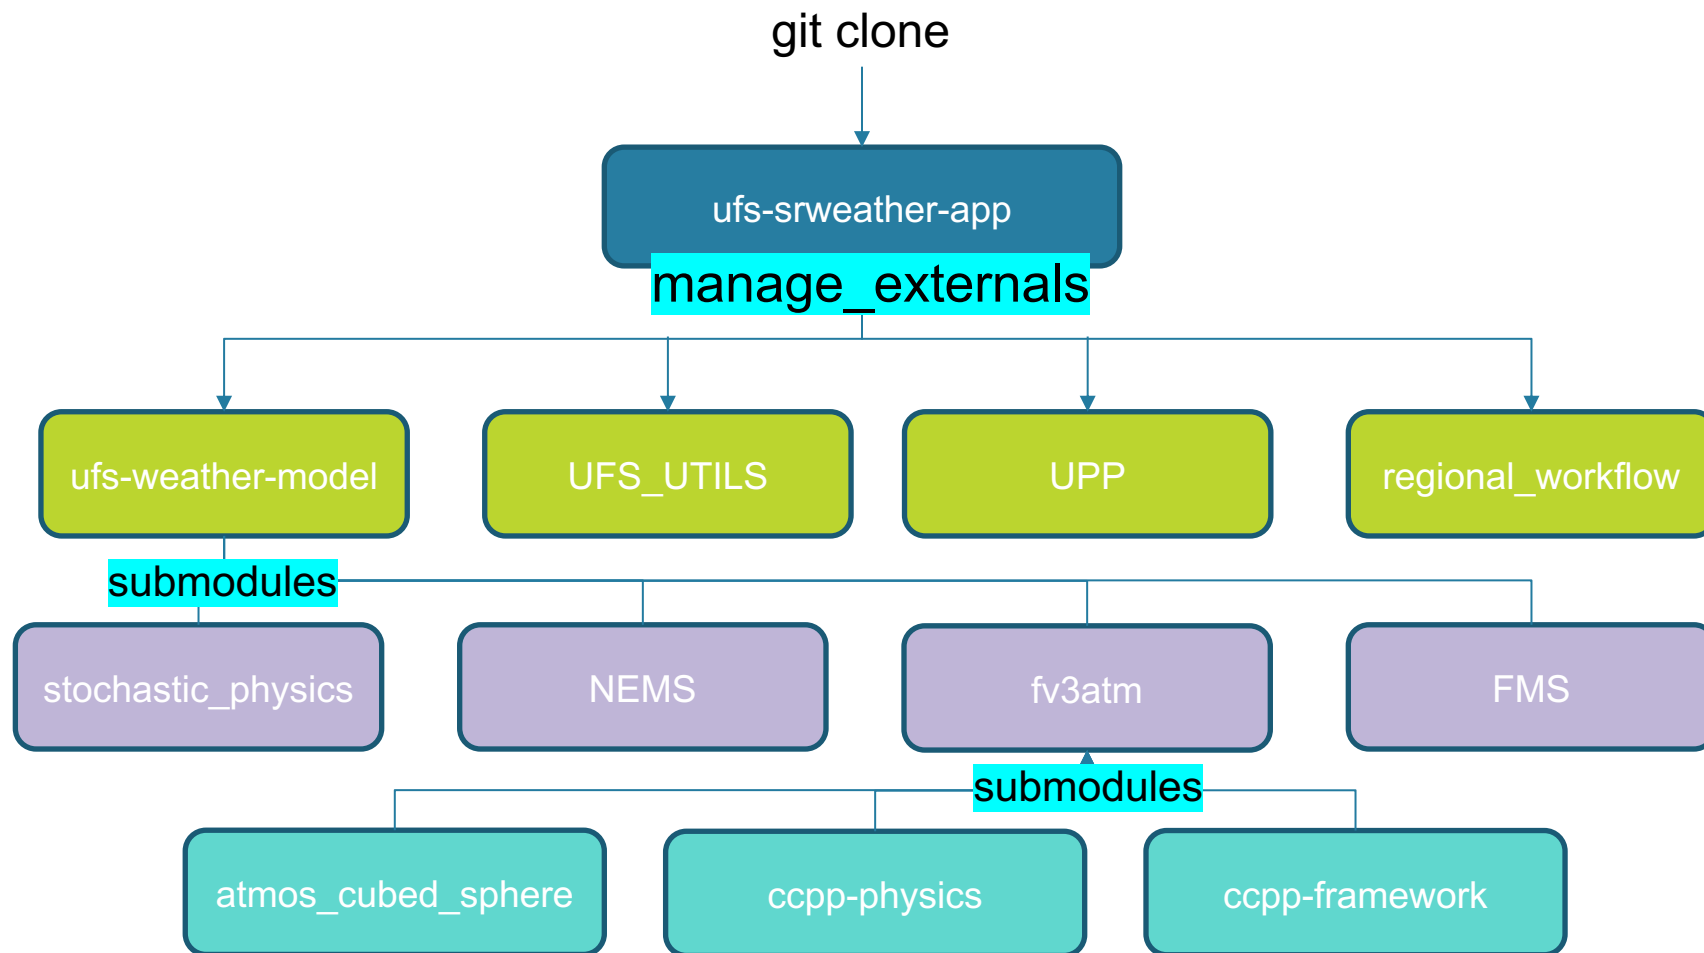 git clone
ufs-srweather-app
manage_externals
ufs-weather-model
UFS_UTILS
UPP
regional_workflow
submodules
stochastic_physics
NEMS
fv3atm
FMS
submodules
atmos_cubed_sphere
ccpp-physics
ccpp-framework